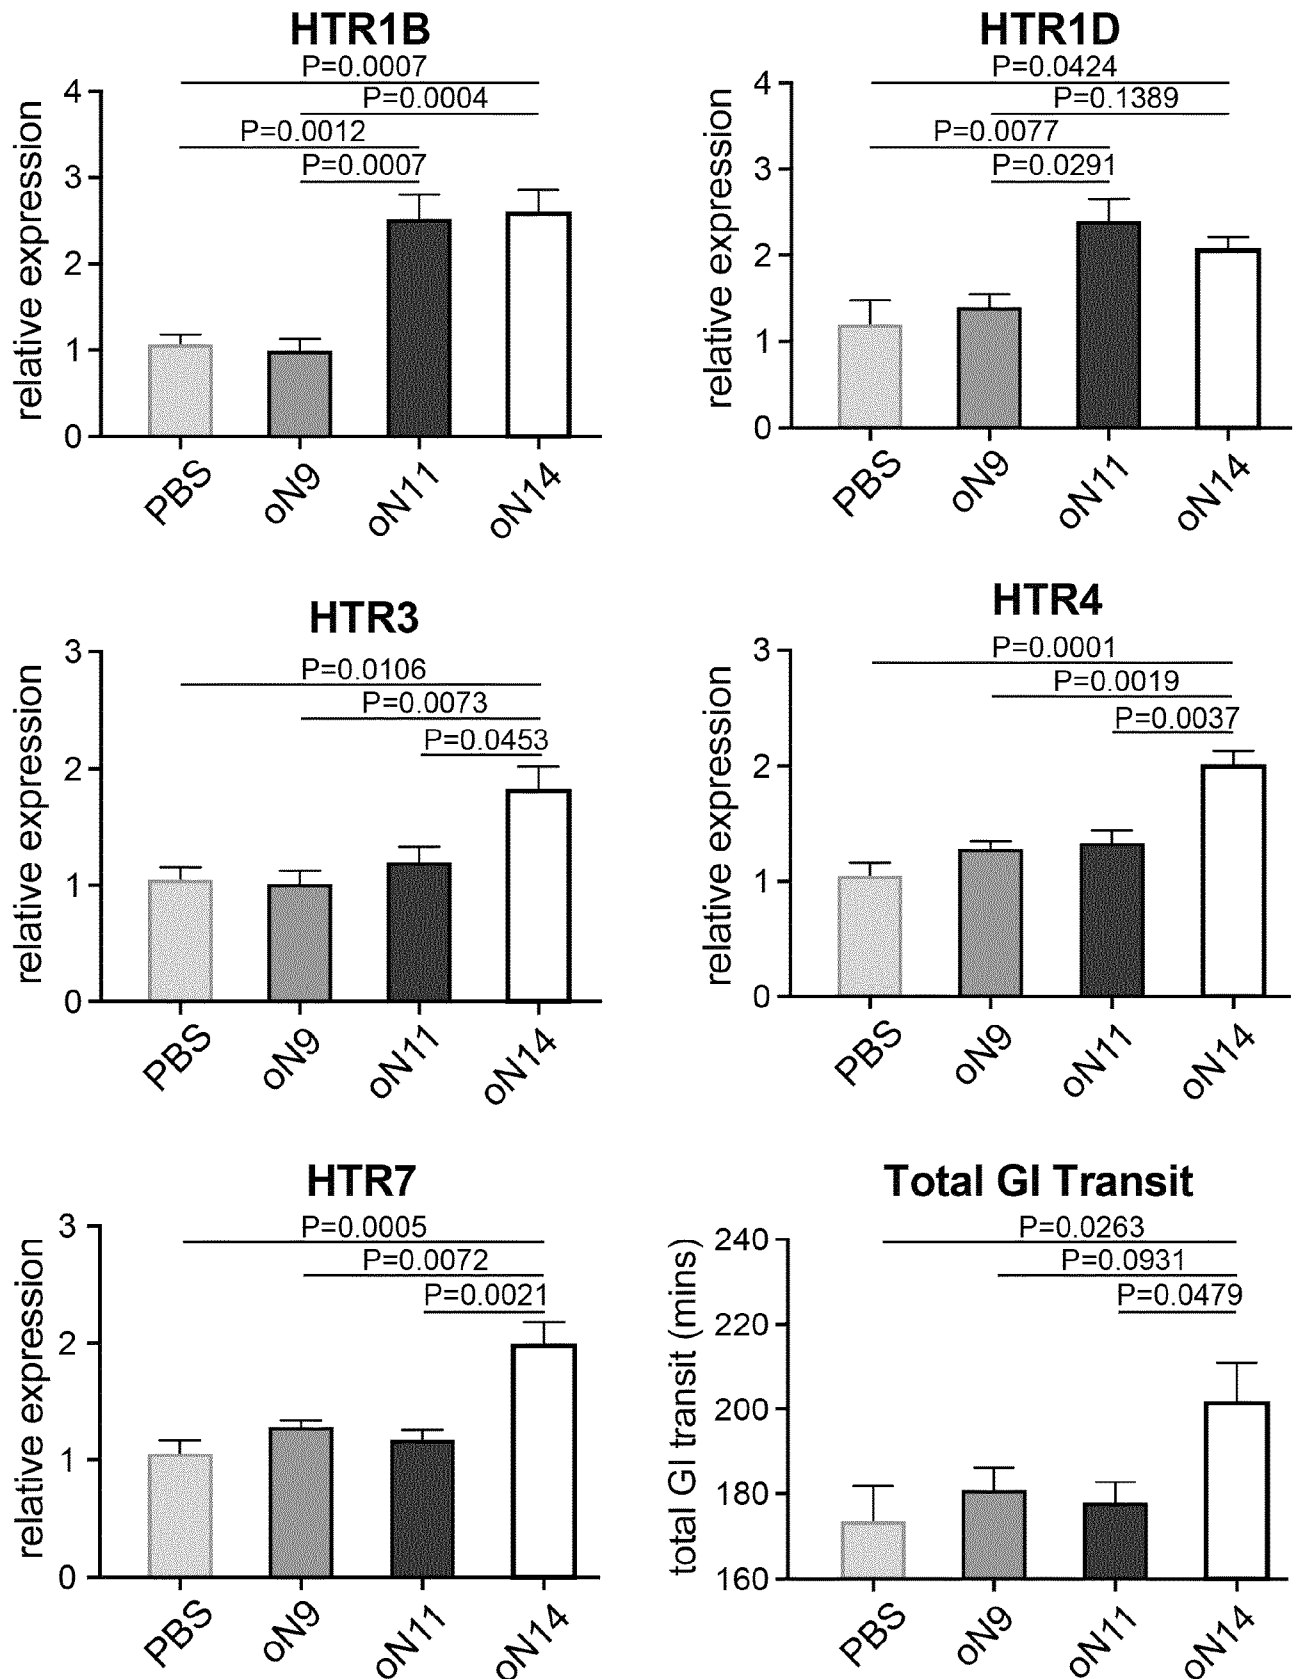 HTR1B
P=0.0007
P=0.0004
P=0.0012
P=0.0007
relative expression
4
3
2
1
0
PBS
oN9
oN11
oN14
HTR1D
P=0.0424
P=0.1389
P=0.0077
P=0.0291
relative expression
4
3
2
1
0
PBS
oN9
oN11
oN14
HTR3
P=0.0106
P=0.0073
P=0.0453
relative expression
3
2
1
0
PBS
oN9
oN11
oN14
HTR4
P=0.0001
P=0.0019
P=0.0037
relative expression
3
2
1
0
PBS
oN9
oN11
oN14
HTR7
P=0.0005
P=0.0072
P=0.0021
relative expression
3
2
1
0
PBS
oN9
oN11
oN14
Total GI Transit
P=0.0263
P=0.0931
P=0.0479
total GI transit (mins)
240
220
200
180
160
PBS
oN9
oN11
oN14